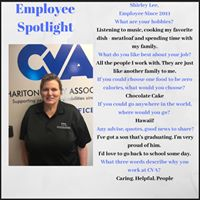 Employee
Spotlight
CVA
HARITON
ASSOC
Shirley Lee,
Employee Since 2011
What are your hobbies?
Listening to music, cooking my favorite
dish - meatloaf and spending time with
my family.
What do you like best about your job?
All the people I work with. They are just
like another family to me.
If you could choose one food to be zero
calories, what would you choose?
Chocolate Cake
If you could go anywhere in the world,
where would you go?
Hawaii!
Any advise, quotes, good news to share?
I've got a son that's graduating. I'm very
proud of him.
I'd love to go back to school some day.
What three words describe why you
work at CVA?
Caring, Helpful, People